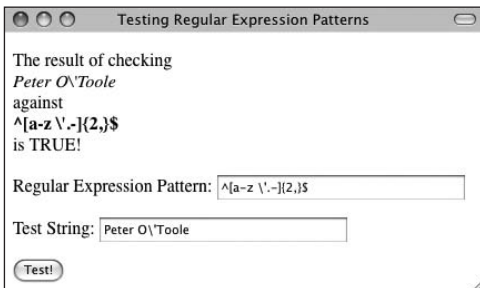 Testing Regular Expression Patterns
The result of checking
Peter O\'Toole
against
^[a-z \'.-]{2,}$
is TRUE!
Regular Expression Pattern: ^[a-z \'.-]{2,}$
Test String: Peter O\'Toole
Test!